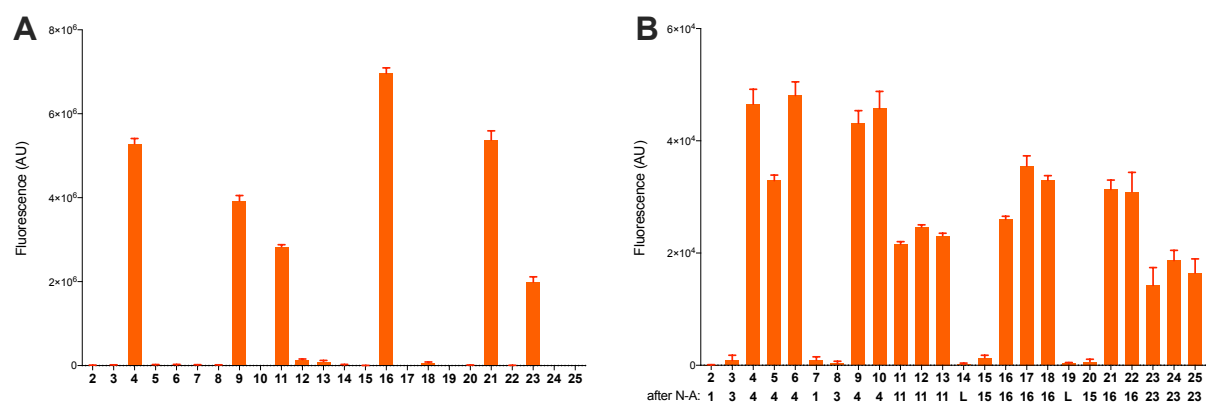 A
8×10⁶
6×10⁶
4×10⁶
2×10⁶
0
Fluorescence (AU)
2 3 4 5 6 7 8 9 10 11 12 13 14 15 16 17 18 19 20 21 22 23 24 25
B
6×10⁴
4×10⁴
2×10⁴
0
Fluorescence (AU)
2 3 4 5 6 7 8 9 10 11 12 13 14 15 16 17 18 19 20 21 22 23 24 25
after N-A: 1 3 4 4 4 1 3 4 4 11 11 11 L 15 16 16 16 L 15 16 16 23 23 23